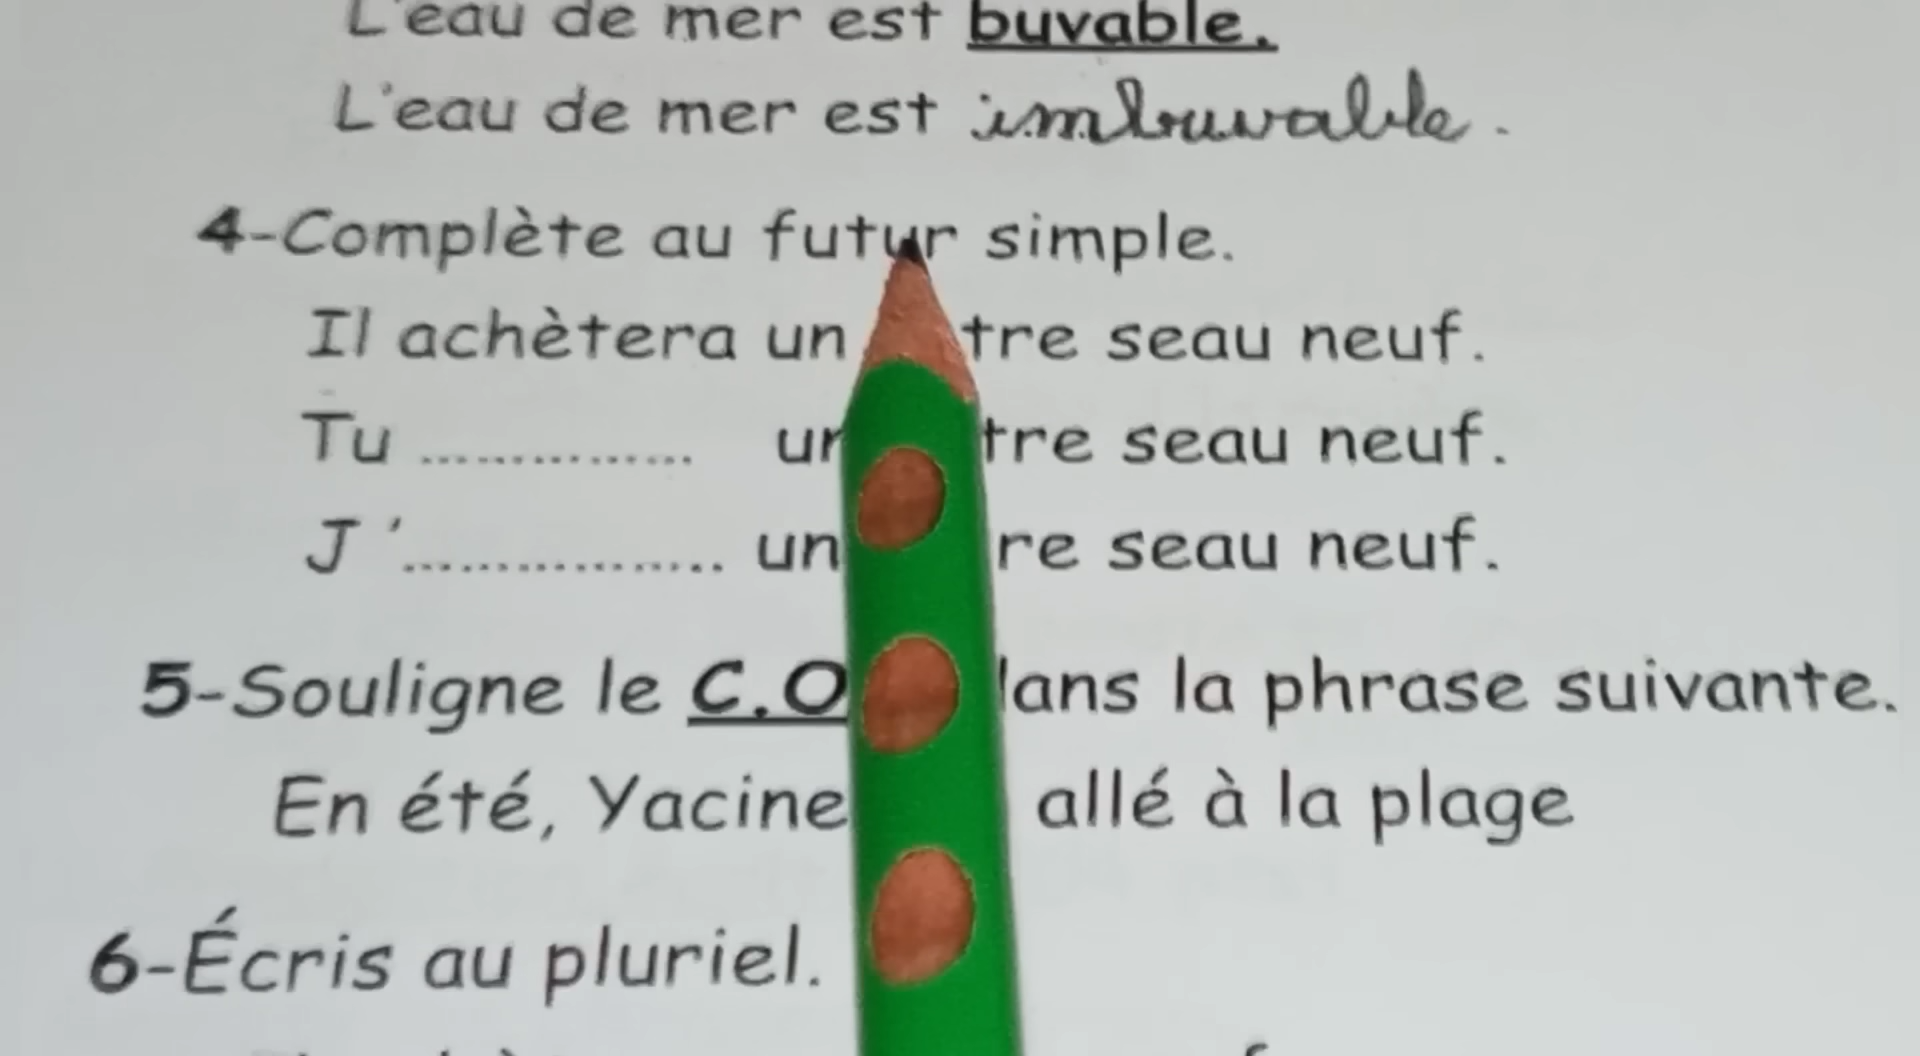 L'eau de mer est buvable.
L'eau de mer est imbuvable.
4-Complète au futur simple.
Il achètera un tre seau neuf.
Tu ............... un tre seau neuf.
J'.................. un re seau neuf.
5-Souligne le C.O ans la phrase suivante.
En été, Yacine allé à la plage
6-Écris au pluriel.